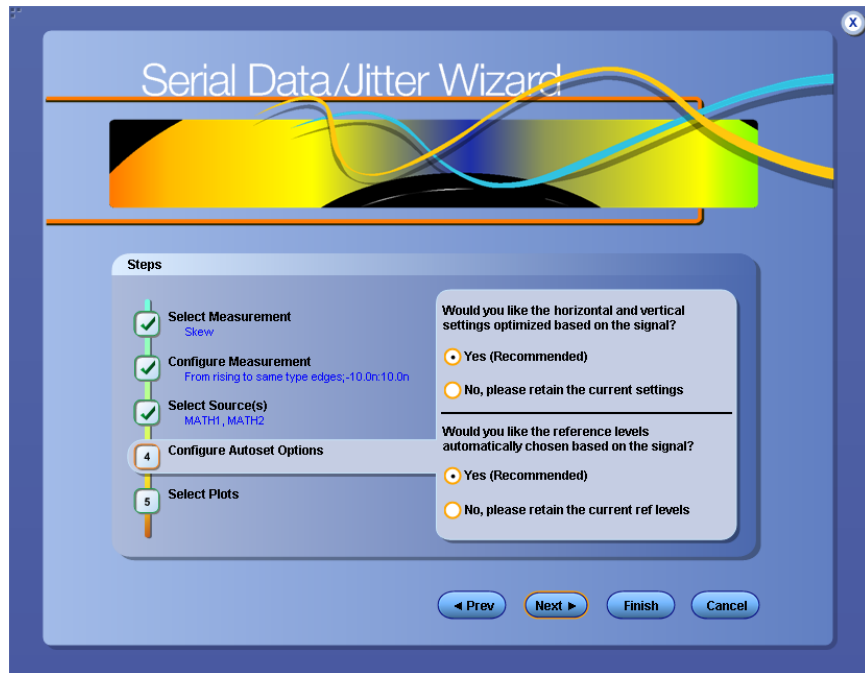 X
Serial Data/Jitter Wizard
Steps
Select Measurement
Skew
Configure Measurement
From rising to same type edges;-10.0n:10.0n
Select Source(s)
MATH1, MATH2
4
Configure Autoset Options
5
Select Plots
Would you like the horizontal and vertical
settings optimized based on the signal?
Yes (Recommended)
No, please retain the current settings
Would you like the reference levels
automatically chosen based on the signal?
Yes (Recommended)
No, please retain the current ref levels
◄ Prev
Next ►
Finish
Cancel